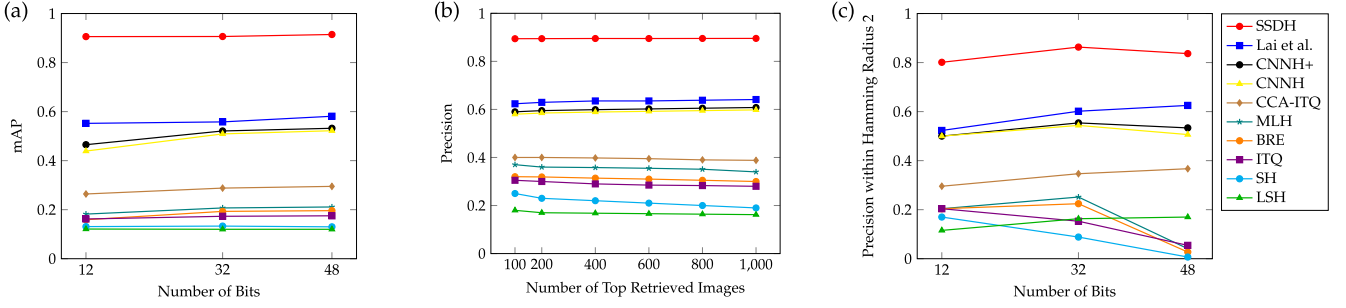 (a)
mAP
1
0.8
0.6
0.4
0.2
0
12
32
48
Number of Bits
(b)
Precision
1
0.8
0.6
0.4
0.2
0
100 200 400 600 800 1,000
Number of Top Retrieved Images
(c)
Precision within Hamming Radius 2
1
0.8
0.6
0.4
0.2
0
12
32
48
Number of Bits
SSDH
Lai et al.
CNNH+
CNNH
CCA-ITQ
MLH
BRE
ITQ
SH
LSH